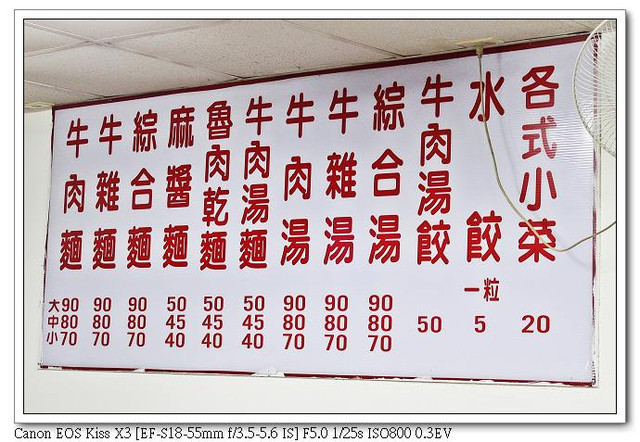 牛肉麵
牛雜麵
綜合麵
麻醬麵
魯肉乾麵
牛肉湯麵
牛肉湯
牛雜湯
綜合湯
牛肉湯餃
水餃
各式小菜
一粒
大90 90 90 50 50 50 90 90 90
中80 80 80 45 45 45 80 80 80 50 5 20
小70 70 70 40 40 40 70 70 70
Canon EOS Kiss X3 [EF-S18-55mm f/3.5-5.6 IS] F5.0 1/25s ISO800 0.3EV